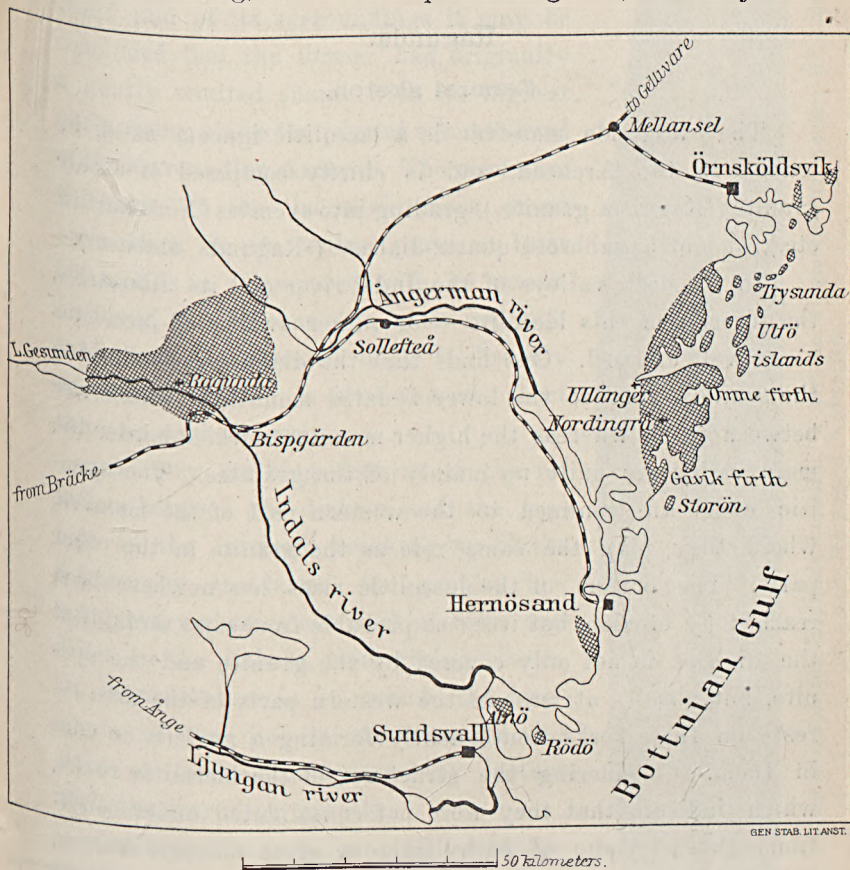 to Gellivare
Mellansel
Örnsköldsvik
Ångerman river
Trysunda
Sollefteå
Ulfö
islands
L.Gesunden
Ragunda
Ullånger
Omne firth
Nordingrå
Bispgården
from Bräcke
Gavik firth
Storön
Indals river
Hernösand
Bottnian Gulf
from Ånge
Alnö
Sundsvall
Rödö
Ljungan river
GEN STAB. LIT ANST.
50 kilometers.